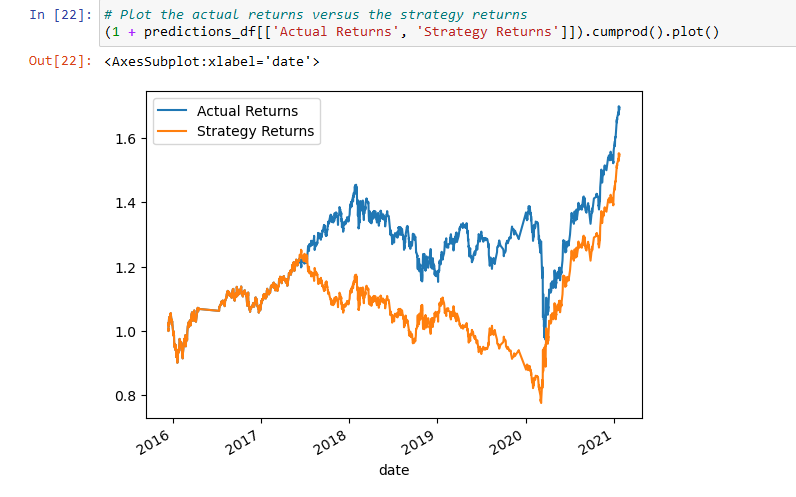 In [22]: # Plot the actual returns versus the strategy returns
(1 + predictions_df[['Actual Returns', 'Strategy Returns']]).cumprod().plot()
Out[22]: <AxesSubplot:xlabel='date'>
Actual Returns
Strategy Returns
1.6
1.4
1.2
1.0
0.8
2016 2017 2018 2019 2020 2021
date